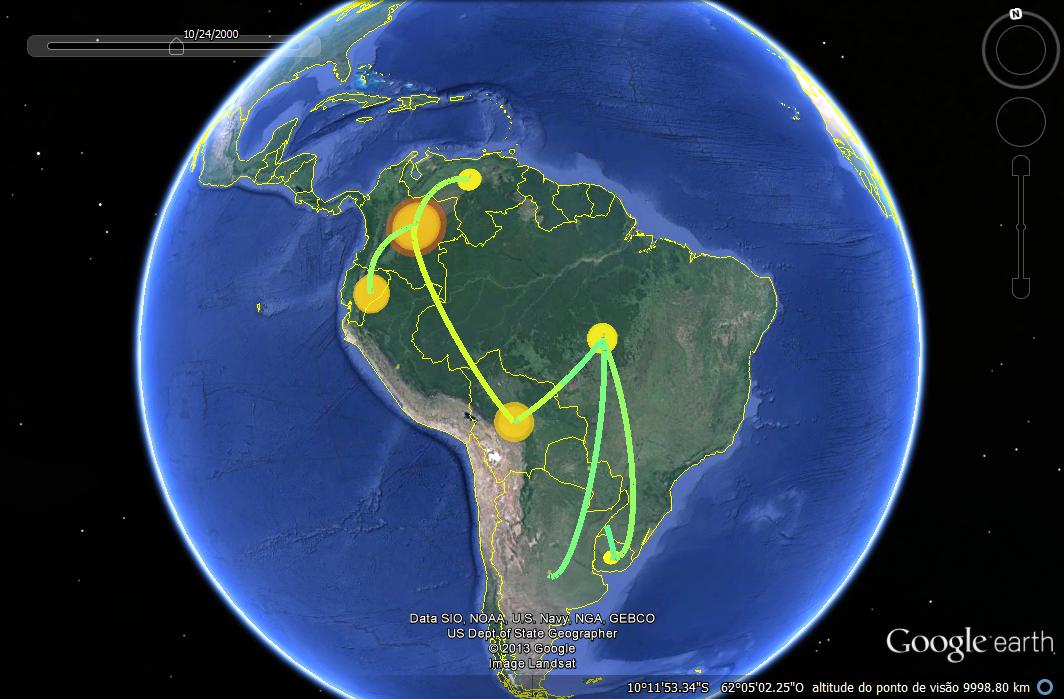 10/24/2000
N
Data SIO, NOAA, U.S. Navy, NGA, GEBCO
US Dept of State Geographer
© 2013 Google
Image Landsat
Google earth
10°11'53.34"S 62°05'02.25"O altitude do ponto de visão 9998.80 km